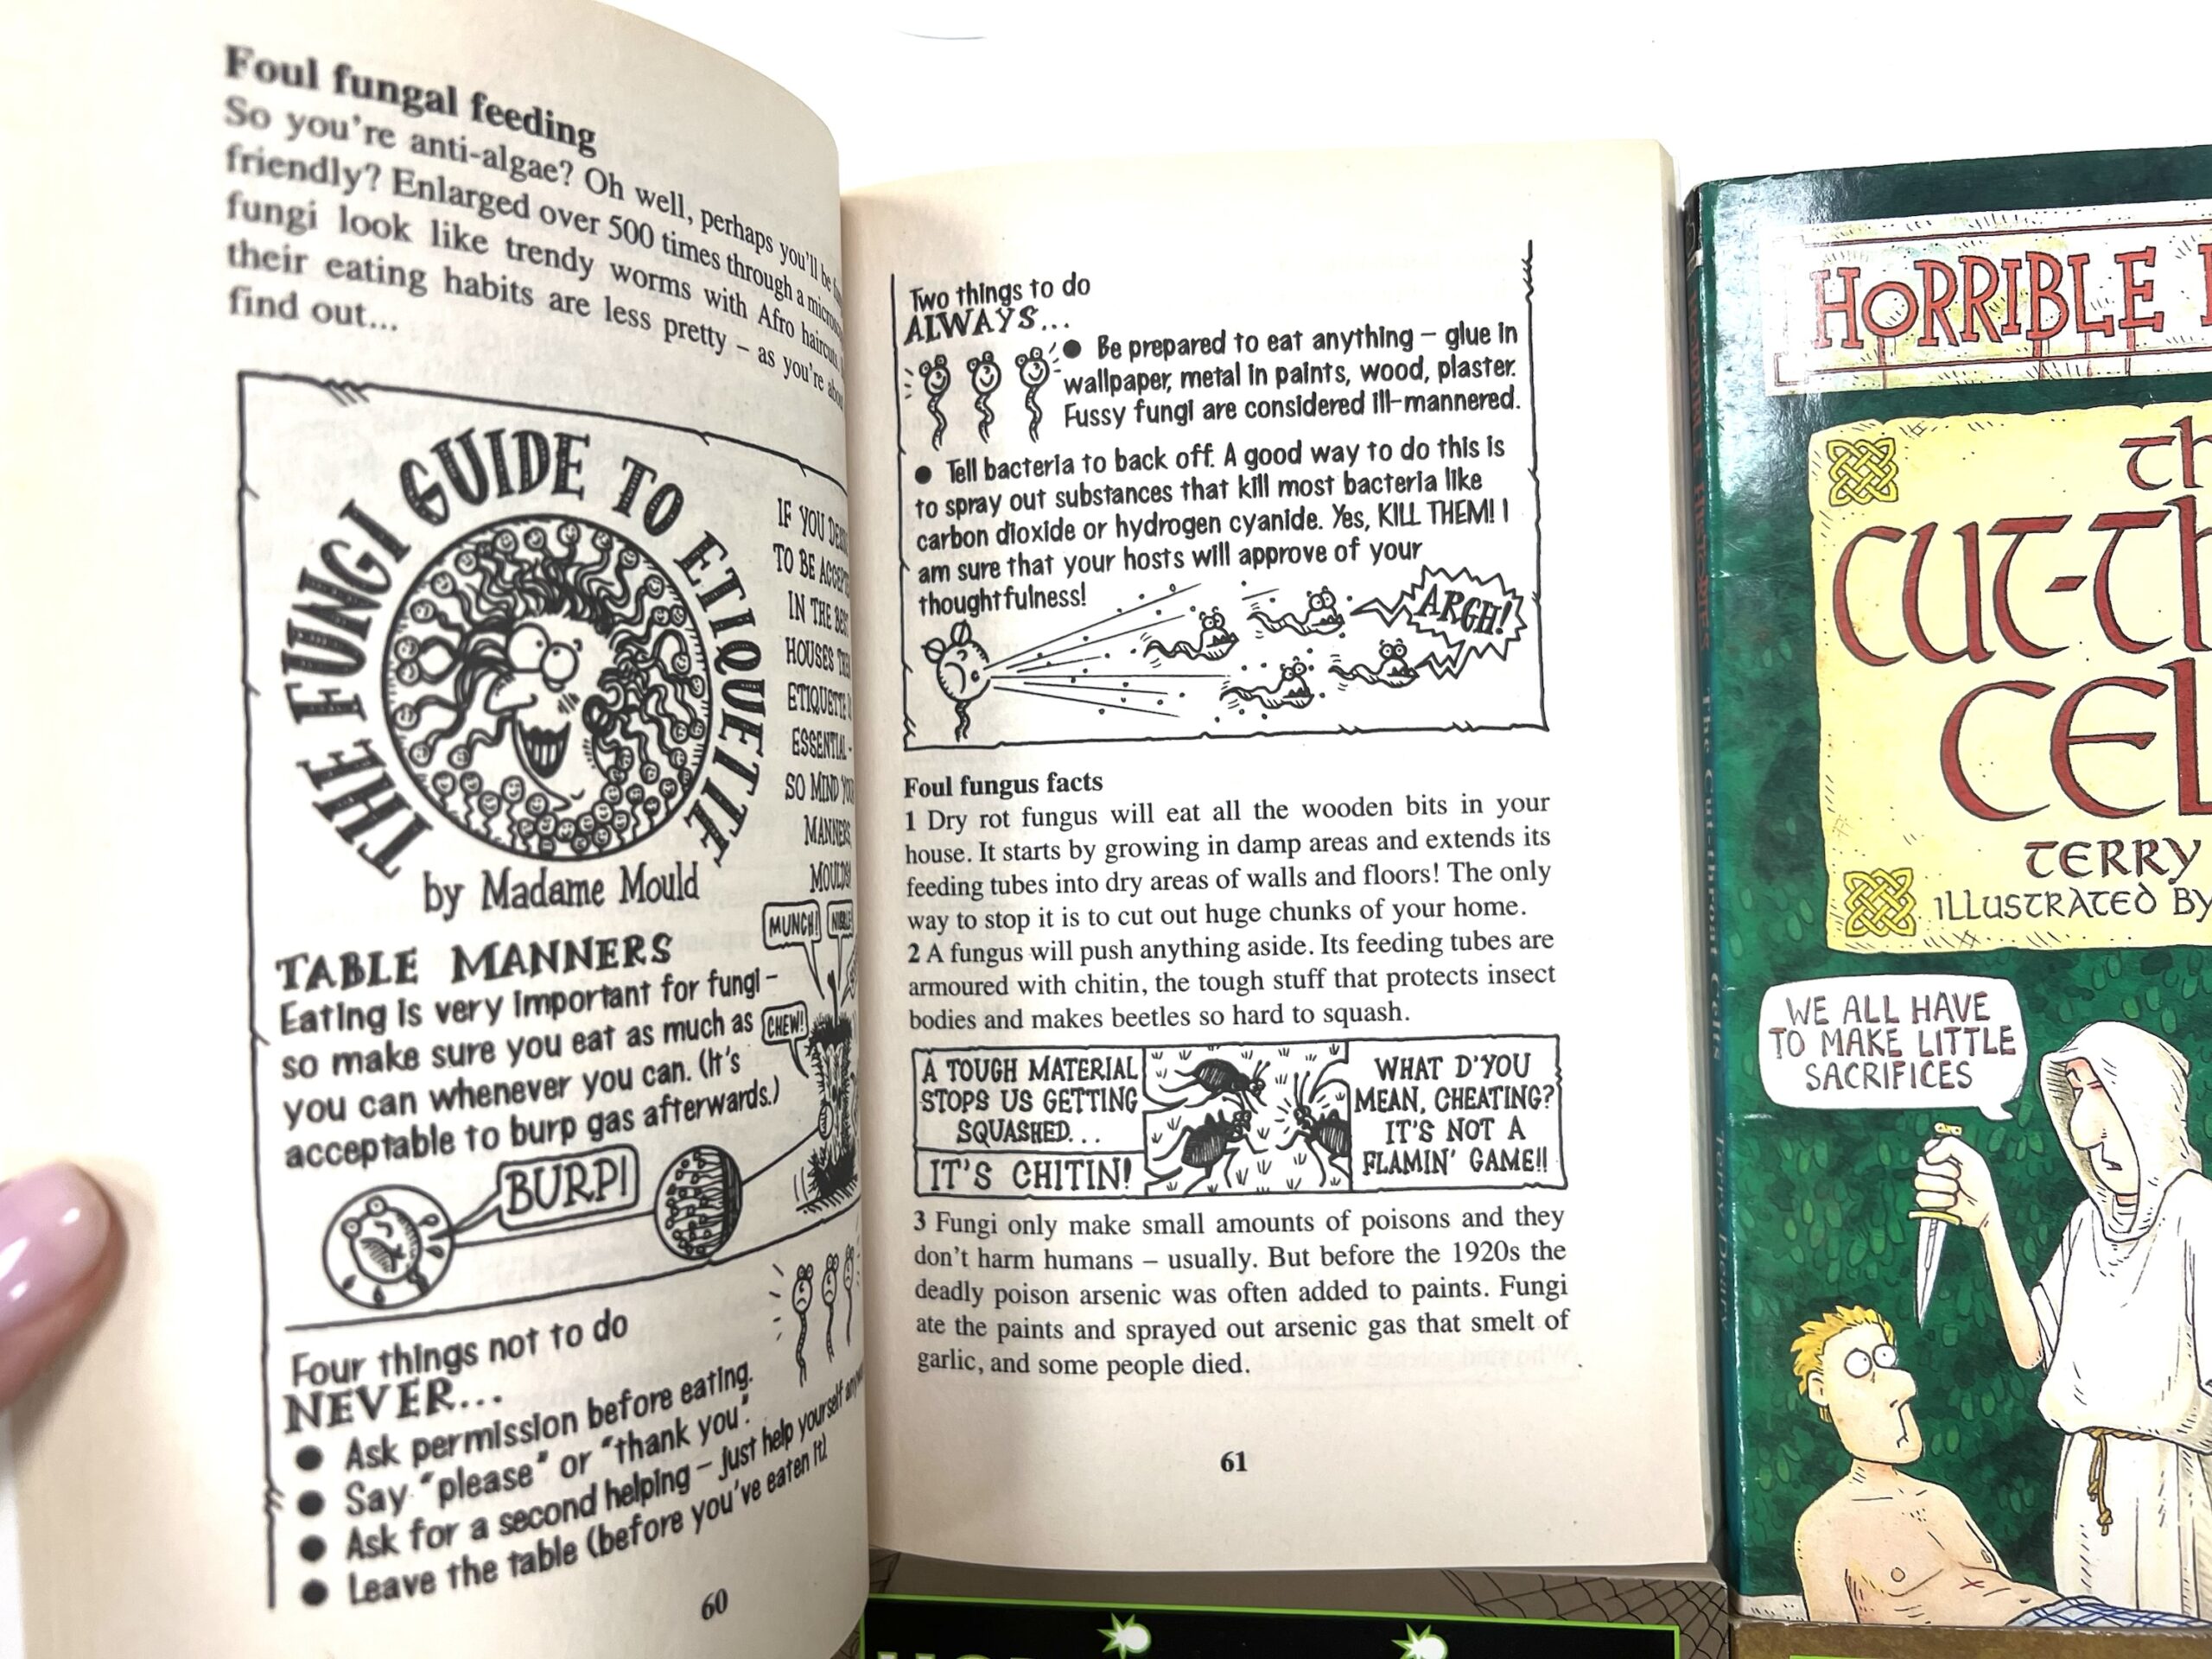 Foul fungal feeding
So you're anti-algae? Oh well, perhaps you'll be
friendly? Enlarged over 500 times through a
fungi look like trendy worms with Afro haircuts,
their eating habits are less pretty – as you're about
find out...
THE FUNGI GUIDE TO ETIQUETTE
by Madame Mould
IF YOU
TO BE
IN THE BEST
HOUSES
ETIQUETTE
ESSENTIAL –
SO MIND YOUR
MANNERS
MOULDS!
TABLE MANNERS
Eating is very important for fungi –
so make sure you eat as much as
you can whenever you can. (It's
acceptable to burp gas afterwards.)
MUNCH!
NIBBLE
CHEW!
BURP!
Four things not to do
NEVER...
● Ask permission before eating.
● Say "please" or "thank you".
● Ask for a second helping – just help yourself
● Leave the table (before you've eaten it)
60
Two things to do
ALWAYS...
● Be prepared to eat anything – glue in
wallpaper, metal in paints, wood, plaster.
Fussy fungi are considered ill-mannered.
● Tell bacteria to back off. A good way to do this is
to spray out substances that kill most bacteria like
carbon dioxide or hydrogen cyanide. Yes, KILL THEM! I
am sure that your hosts will approve of your
thoughtfulness!
ARGH!
Foul fungus facts
1 Dry rot fungus will eat all the wooden bits in your
house. It starts by growing in damp areas and extends its
feeding tubes into dry areas of walls and floors! The only
way to stop it is to cut out huge chunks of your home.
2 A fungus will push anything aside. Its feeding tubes are
armoured with chitin, the tough stuff that protects insect
bodies and makes beetles so hard to squash.
A TOUGH MATERIAL
STOPS US GETTING
SQUASHED...
IT'S CHITIN!
WHAT D'YOU
MEAN, CHEATING?
IT'S NOT A
FLAMIN' GAME!!
3 Fungi only make small amounts of poisons and they
don't harm humans – usually. But before the 1920s the
deadly poison arsenic was often added to paints. Fungi
ate the paints and sprayed out arsenic gas that smelt of
garlic, and some people died.
61
HORRIBLE
The Cut-throat Celts
Terry Deary
CUT-TH
CEL
TERRY
ILLUSTRATED BY
WE ALL HAVE
TO MAKE LITTLE
SACRIFICES